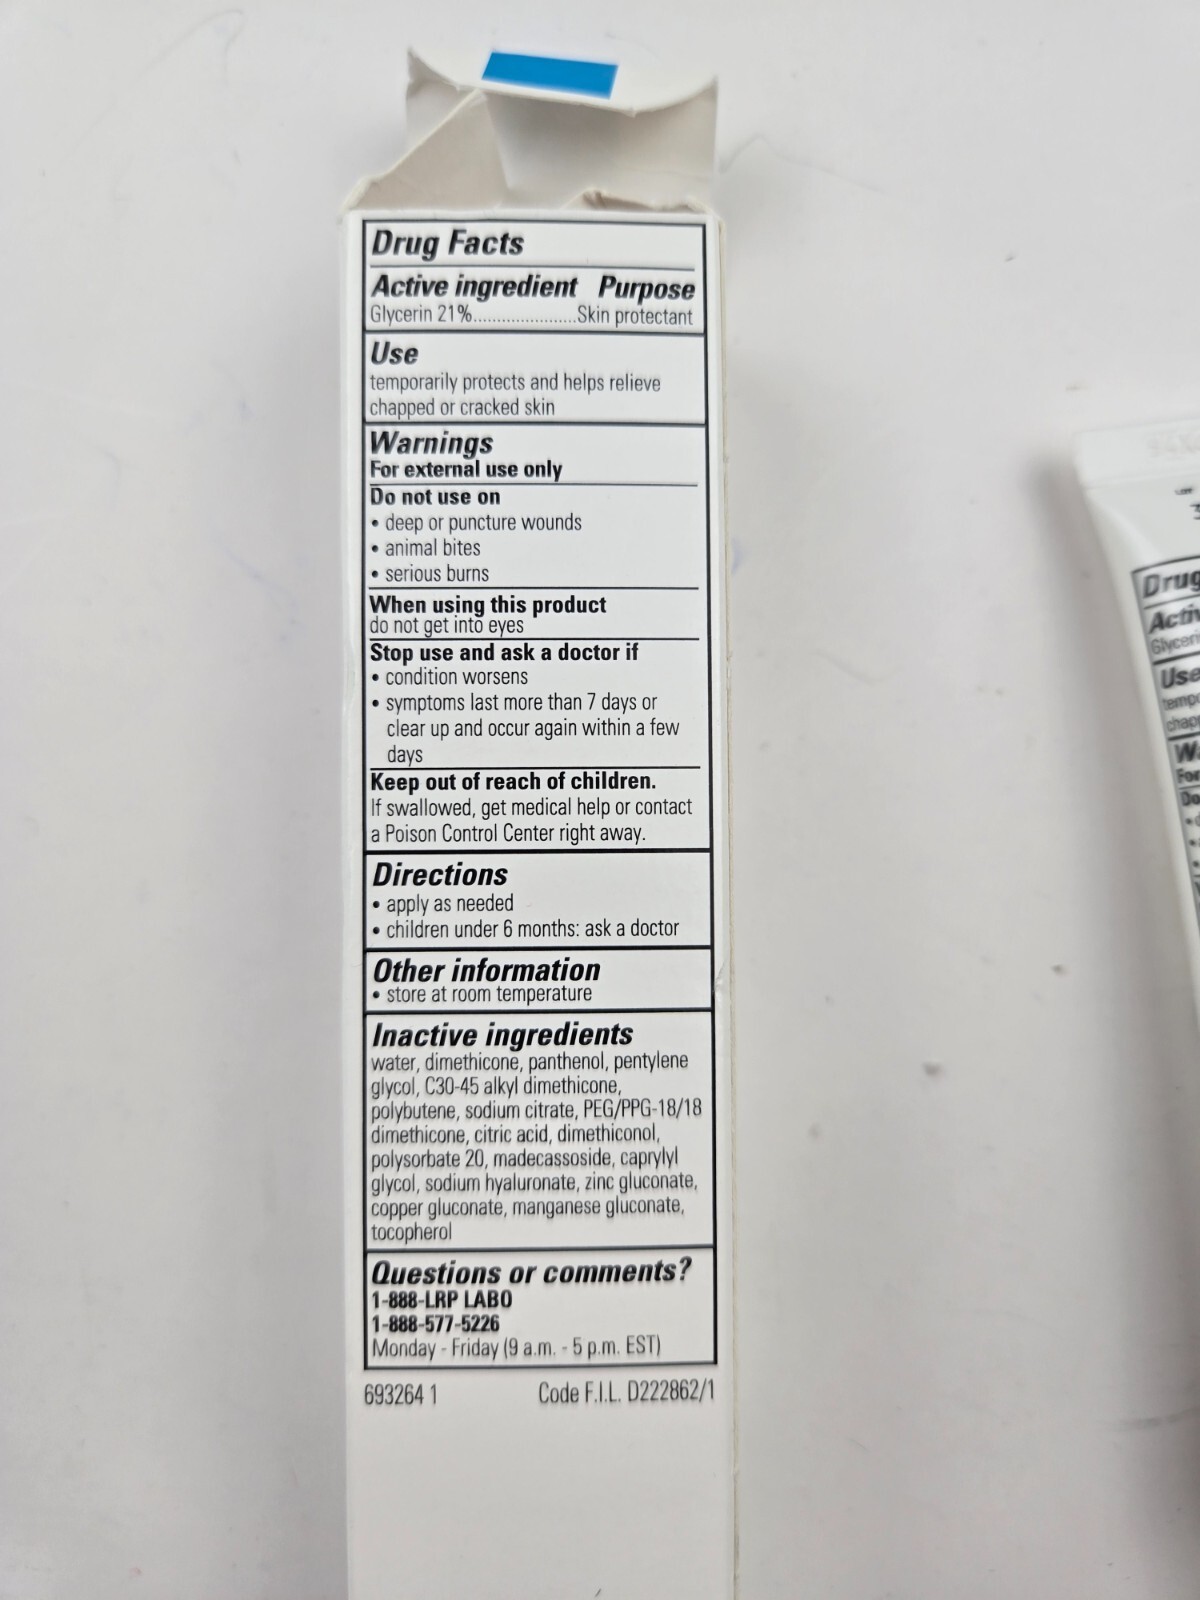 Drug Facts
Active ingredient Purpose
Glycerin 21%......................Skin protectant
Use
temporarily protects and helps relieve
chapped or cracked skin
Warnings
For external use only
Do not use on
• deep or puncture wounds
• animal bites
• serious burns
When using this product
do not get into eyes
Stop use and ask a doctor if
• condition worsens
• symptoms last more than 7 days or
clear up and occur again within a few
days
Keep out of reach of children.
If swallowed, get medical help or contact
a Poison Control Center right away.
Directions
• apply as needed
• children under 6 months: ask a doctor
Other information
• store at room temperature
Inactive ingredients
water, dimethicone, panthenol, pentylene
glycol, C30-45 alkyl dimethicone,
polybutene, sodium citrate, PEG/PPG-18/18
dimethicone, citric acid, dimethiconol,
polysorbate 20, madecassoside, caprylyl
glycol, sodium hyaluronate, zinc gluconate,
copper gluconate, manganese gluconate,
tocopherol
Questions or comments?
1-888-LRP LABO
1-888-577-5226
Monday - Friday (9 a.m. - 5 p.m. EST)
693264 1 Code F.I.L. D222862/1
Drug
Activ
Glycer
Use
temp
chap
For
Do